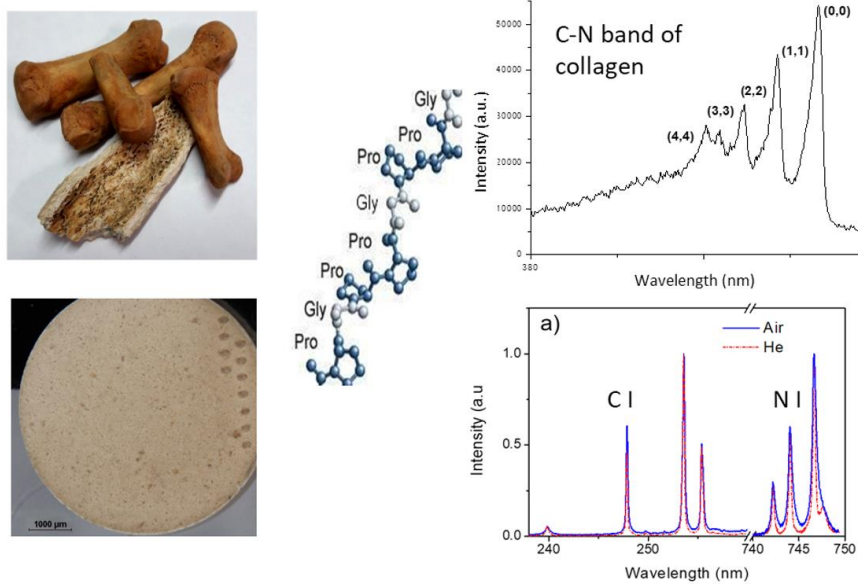 C-N band of
collagen
(0,0)
(1,1)
(2,2)
(3,3)
(4,4)
Intensity (a.u.)
60000
50000
40000
30000
20000
10000
0
380
Wavelength (nm)
Gly
Pro
Pro
Gly
Pro
Pro
Gly
Pro
1000 µm
a)
Air
He
C I
N I
Intensity (a.u
1.0
0.5
0.0
240
250
740
745
750
Wavelength (nm)